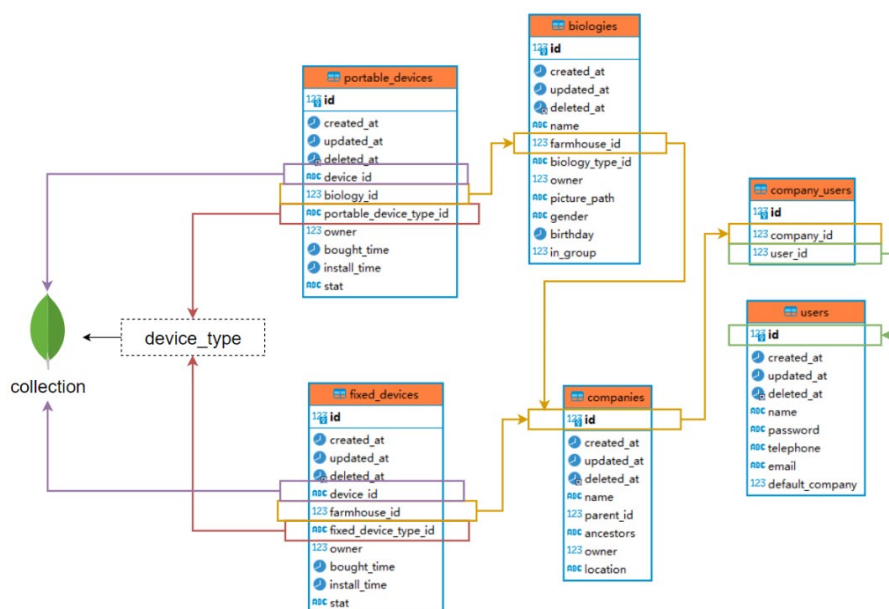 biologies
id
created_at
updated_at
deleted_at
name
farmhouse_id
biology_type_id
owner
picture_path
gender
birthday
in_group
portable_devices
id
created_at
updated_at
deleted_at
device_id
biology_id
portable_device_type_id
owner
bought_time
install_time
stat
company_users
id
company_id
user_id
users
id
created_at
updated_at
deleted_at
name
password
telephone
email
default_company
device_type
collection
fixed_devices
id
created_at
updated_at
deleted_at
device_id
farmhouse_id
fixed_device_type_id
owner
bought_time
install_time
stat
companies
id
created_at
updated_at
deleted_at
name
parent_id
ancestors
owner
location